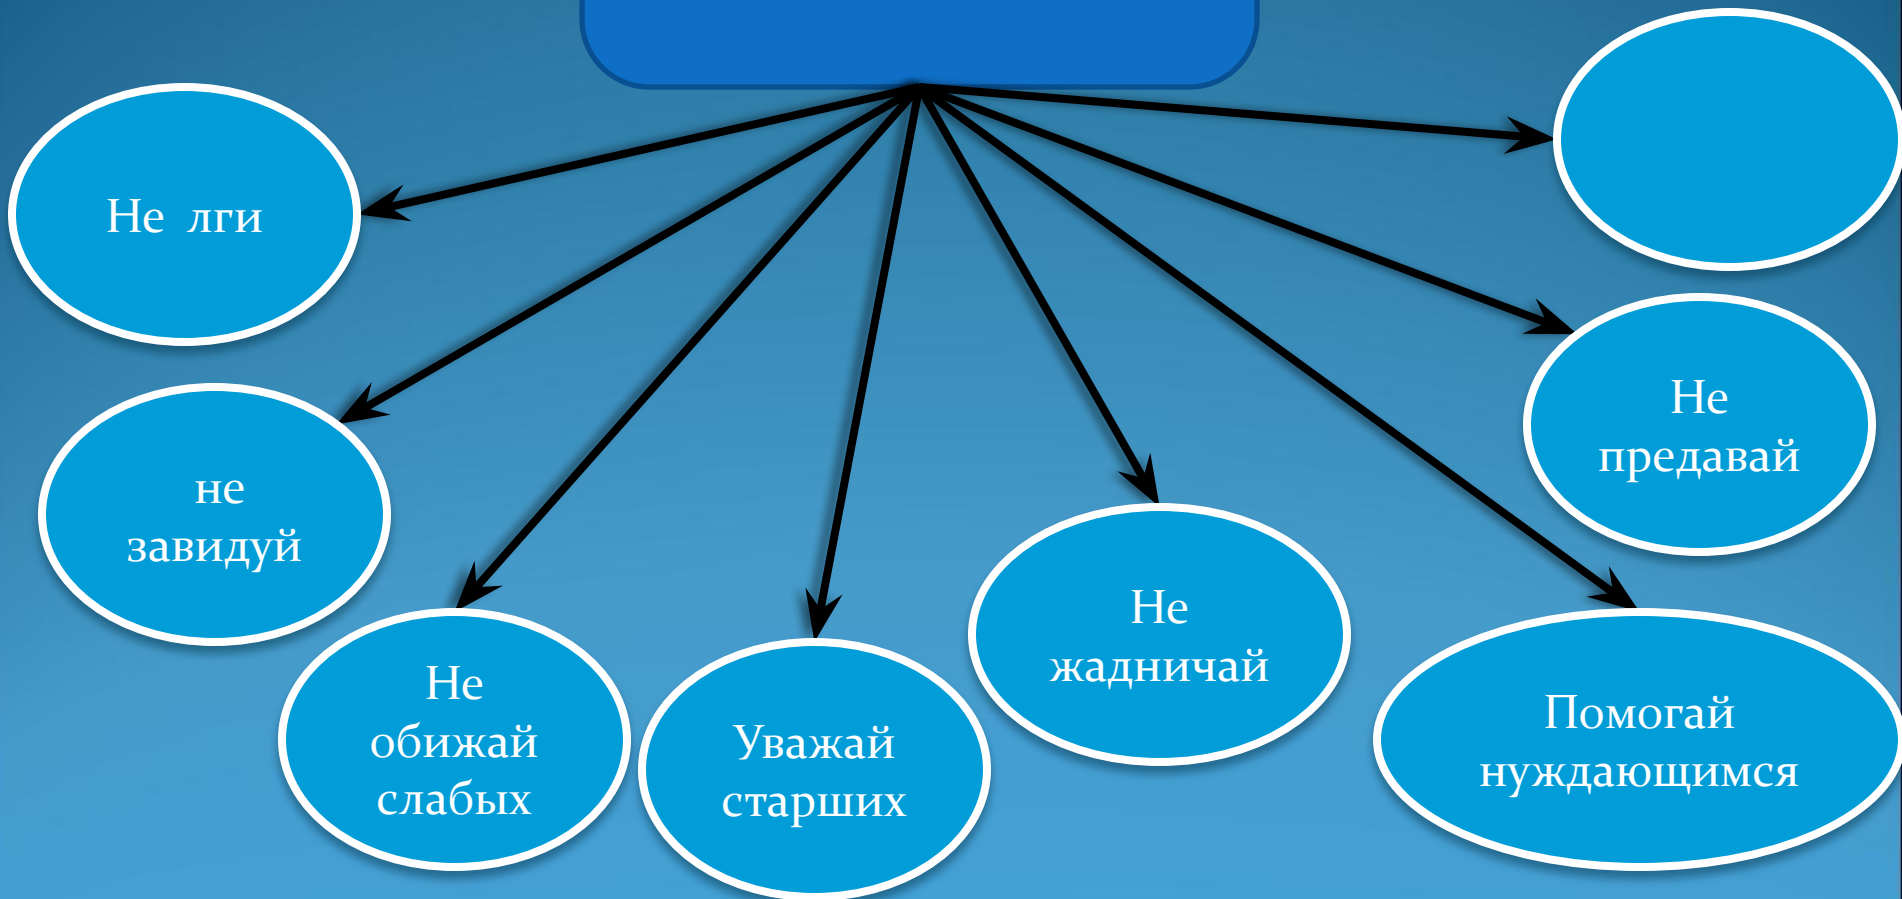 Не лги
не
завидуй
Не
обижай
слабых
Уважай
старших
Не
жадничай
Помогай
нуждающимся
Не
предавай